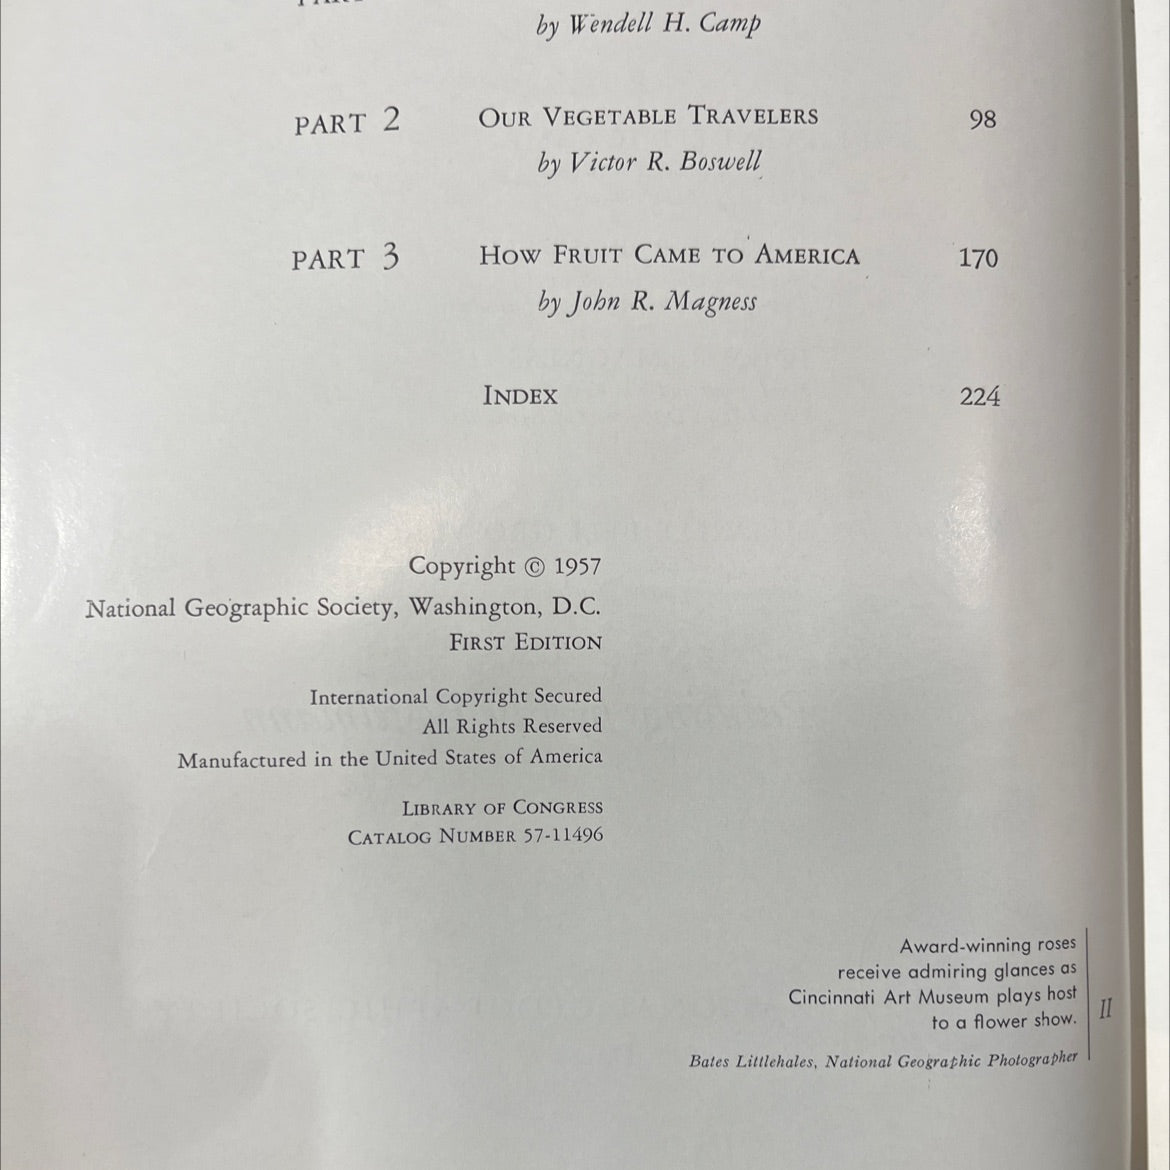 by Wendell H. Camp
PART 2 OUR VEGETABLE TRAVELERS 98
by Victor R. Boswell
PART 3 HOW FRUIT CAME TO AMERICA 170
by John R. Magness
INDEX 224
Copyright © 1957
National Geographic Society, Washington, D.C.
FIRST EDITION
International Copyright Secured
All Rights Reserved
Manufactured in the United States of America
LIBRARY OF CONGRESS
CATALOG NUMBER 57-11496
Award-winning roses
receive admiring glances as
Cincinnati Art Museum plays host
to a flower show.
II
Bates Littlehales, National Geographic Photographer